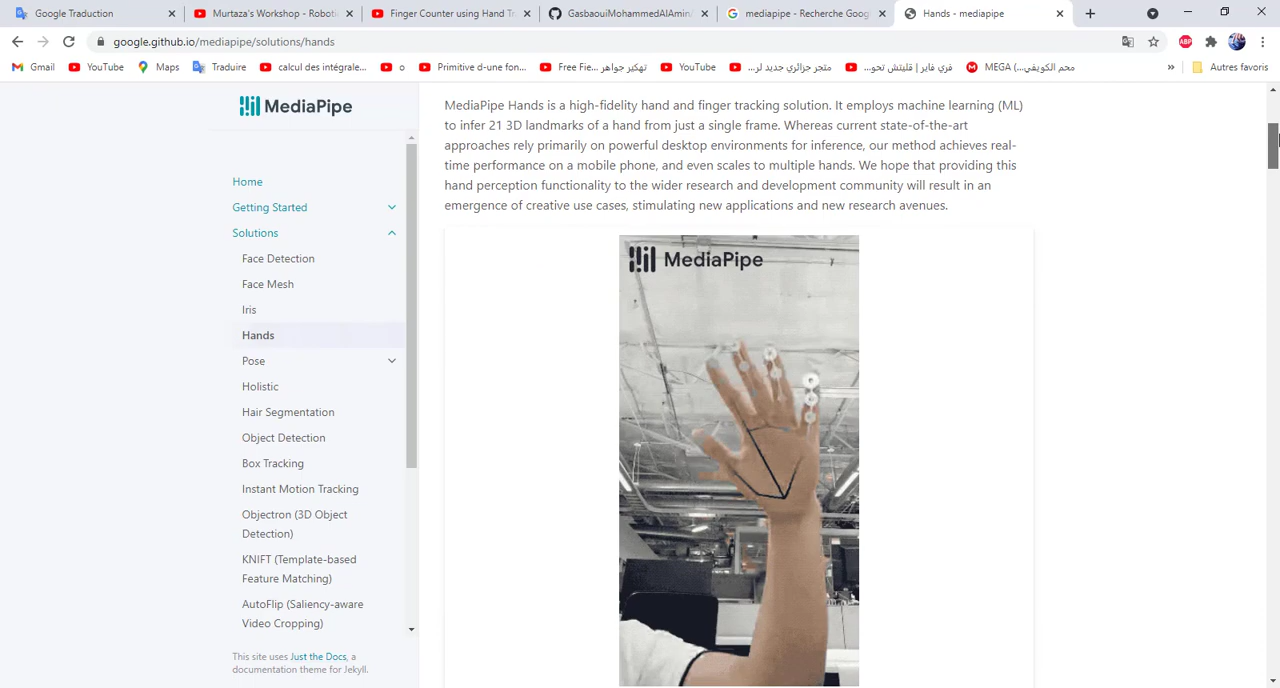 Google Traduction
Murtaza's Workshop - Roboti
Finger Counter using Hand Tr
GasbaouiMohammedAlAmin/
mediapipe - Recherche Goog
Hands - mediapipe
google.github.io/mediapipe/solutions/hands
ABP
Gmail
YouTube
Maps
Traduire
calcul des intégrale...
o
Primitive d-une fon...
Free Fie... تهكير جواهر
YouTube
متجر جزائري جديد لز...
فري فاير | قليتش تحو...
MEGA (...محم الكويفي
»
Autres favoris
MediaPipe
Home
Getting Started
Solutions
Face Detection
Face Mesh
Iris
Hands
Pose
Holistic
Hair Segmentation
Object Detection
Box Tracking
Instant Motion Tracking
Objectron (3D Object
Detection)
KNIFT (Template-based
Feature Matching)
AutoFlip (Saliency-aware
Video Cropping)
This site uses Just the Docs, a
documentation theme for Jekyll.
MediaPipe Hands is a high-fidelity hand and finger tracking solution. It employs machine learning (ML)
to infer 21 3D landmarks of a hand from just a single frame. Whereas current state-of-the-art
approaches rely primarily on powerful desktop environments for inference, our method achieves real-
time performance on a mobile phone, and even scales to multiple hands. We hope that providing this
hand perception functionality to the wider research and development community will result in an
emergence of creative use cases, stimulating new applications and new research avenues.
MediaPipe